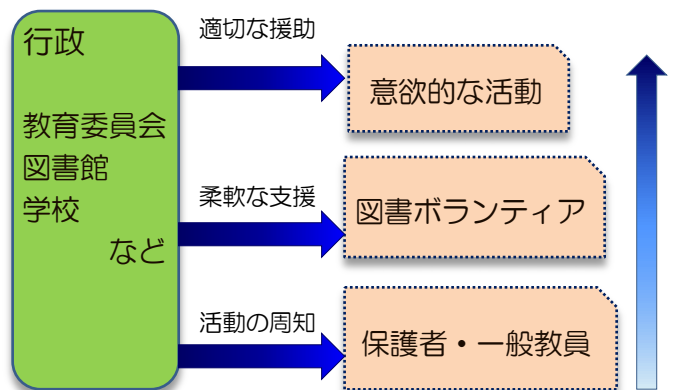 行政
教育委員会
図書館
学校
など
適切な援助
意欲的な活動
柔軟な支援
図書ボランティア
活動の周知
保護者・一般教員